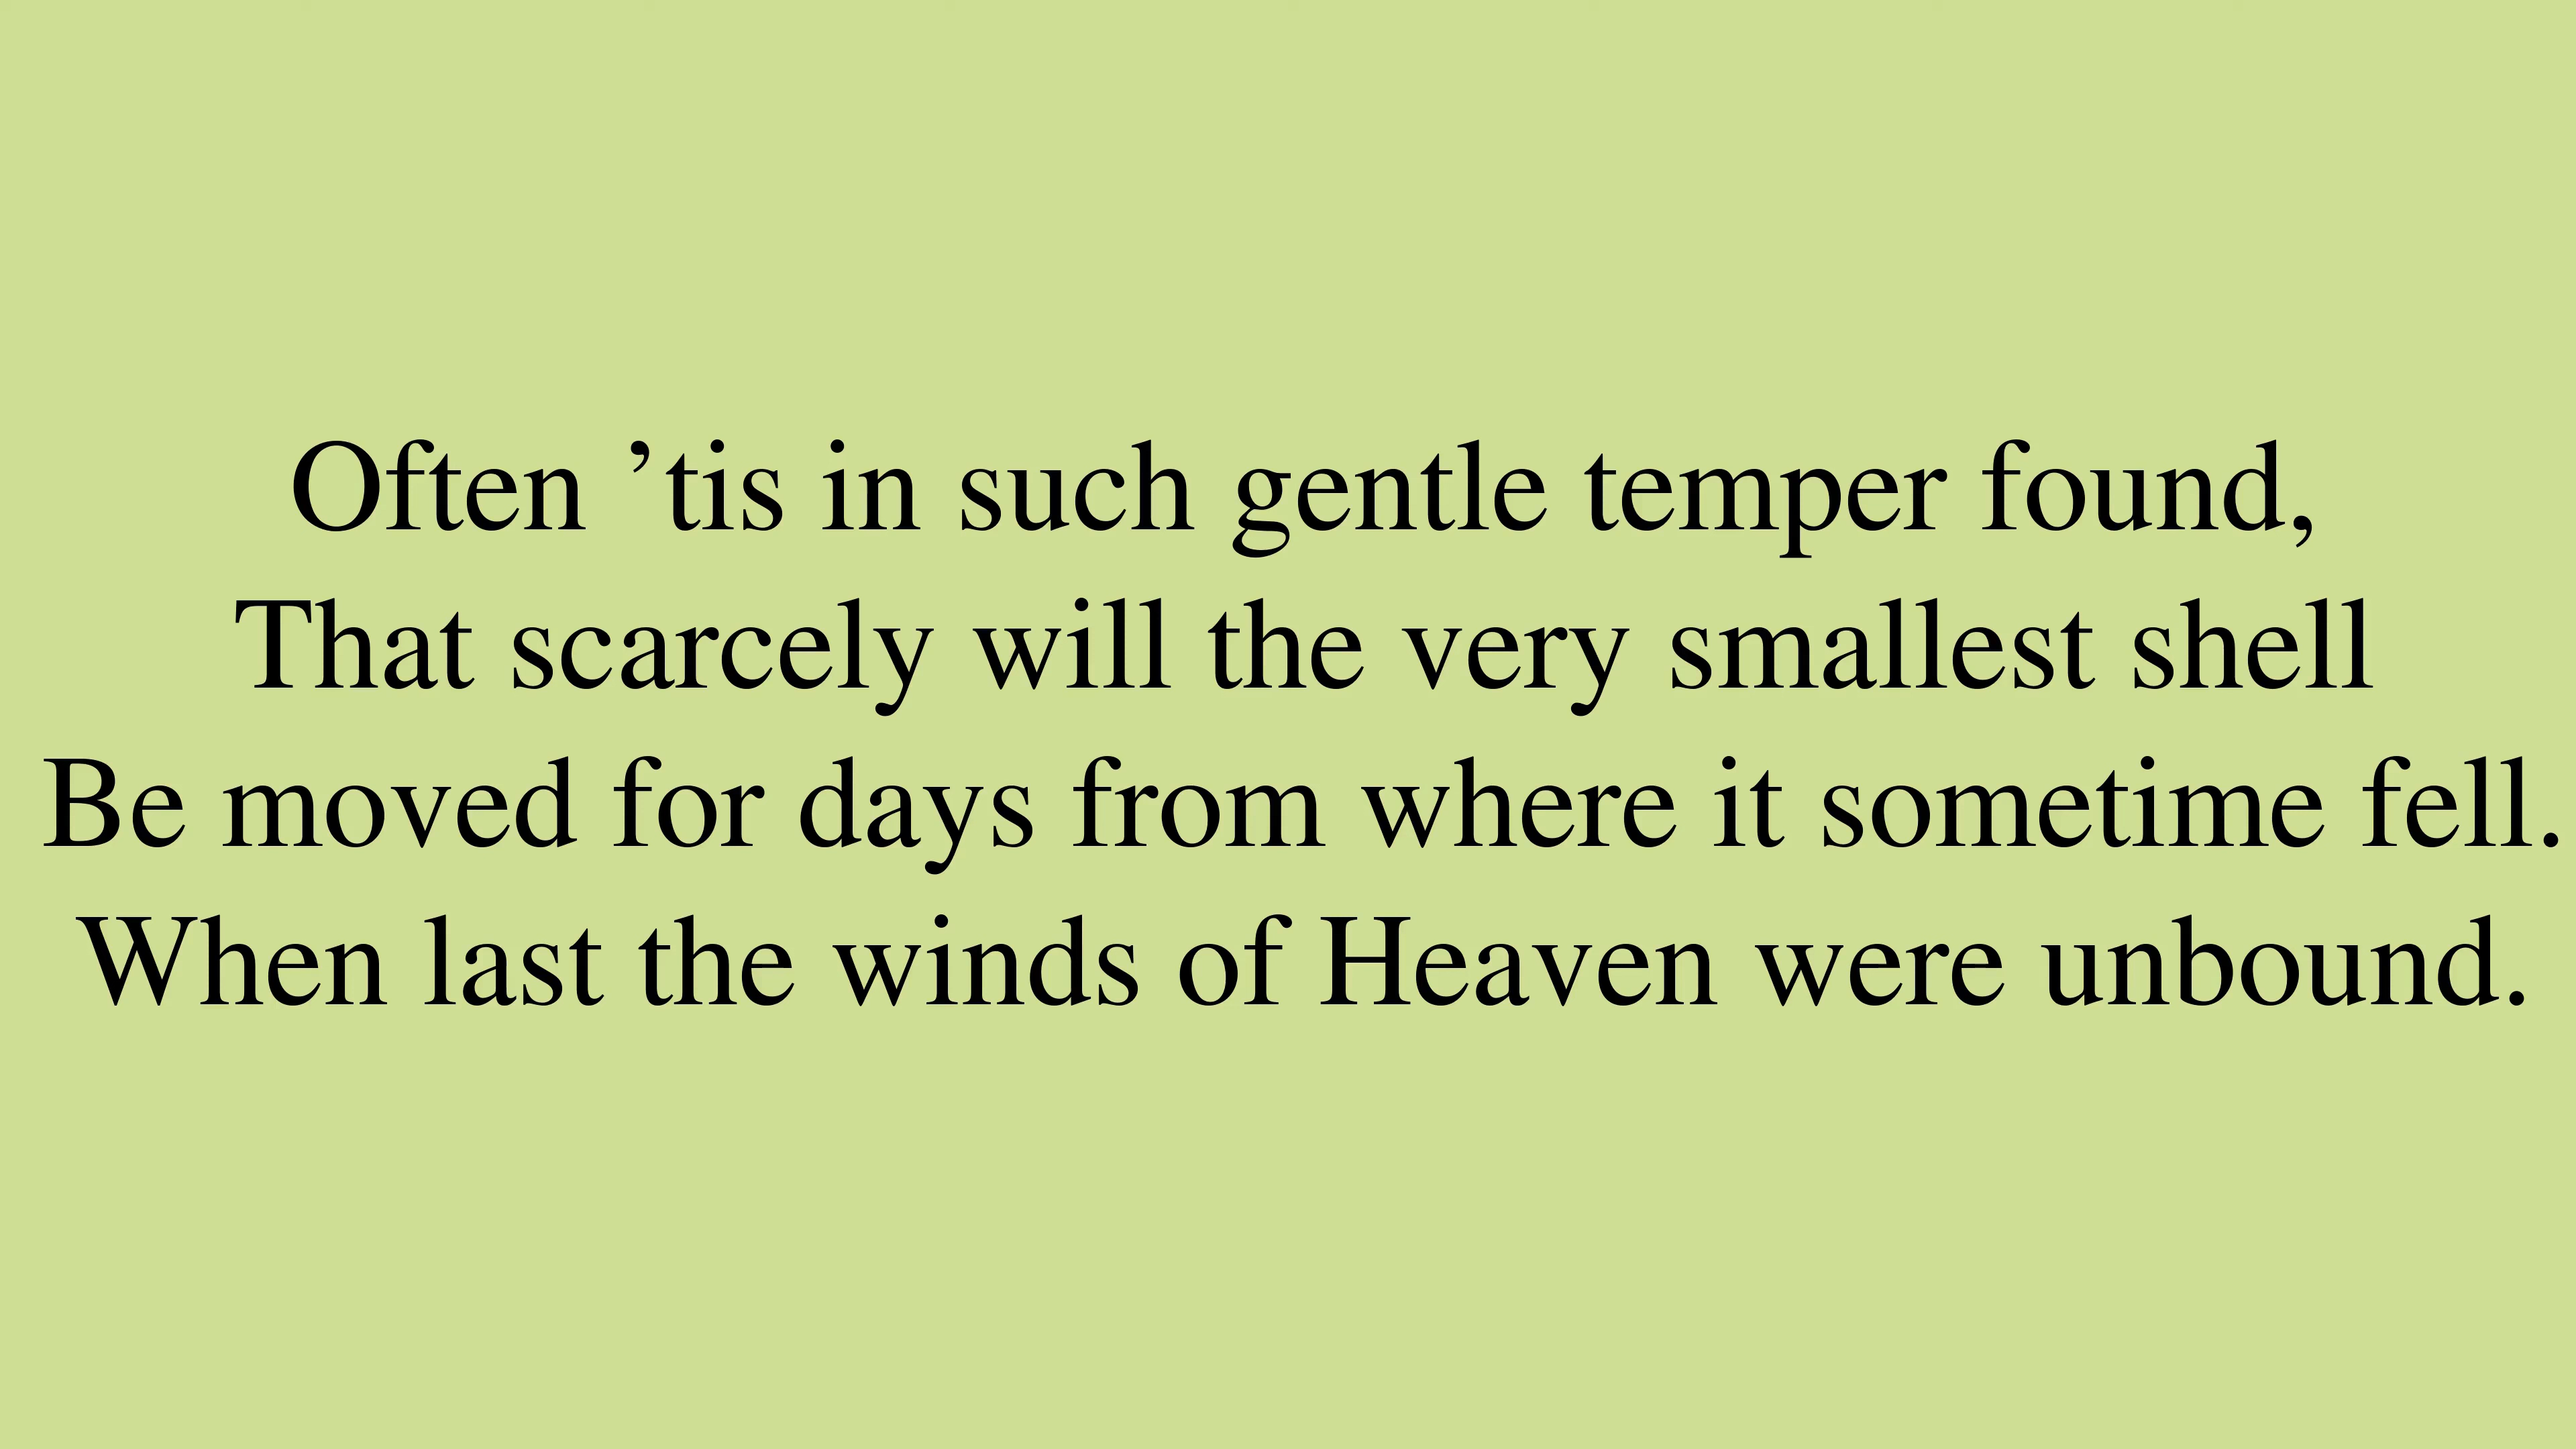 Often ’tis in such gentle temper found,
That scarcely will the very smallest shell
Be moved for days from where it sometime fell.
When last the winds of Heaven were unbound.